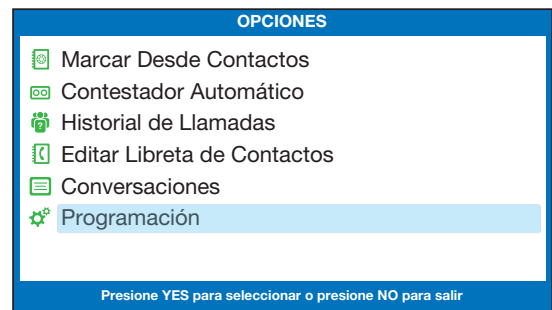 OPCIONES
Marcar Desde Contactos
Contestador Automático
Historial de Llamadas
Editar Libreta de Contactos
Conversaciones
Programación
Presione YES para seleccionar o presione NO para salir